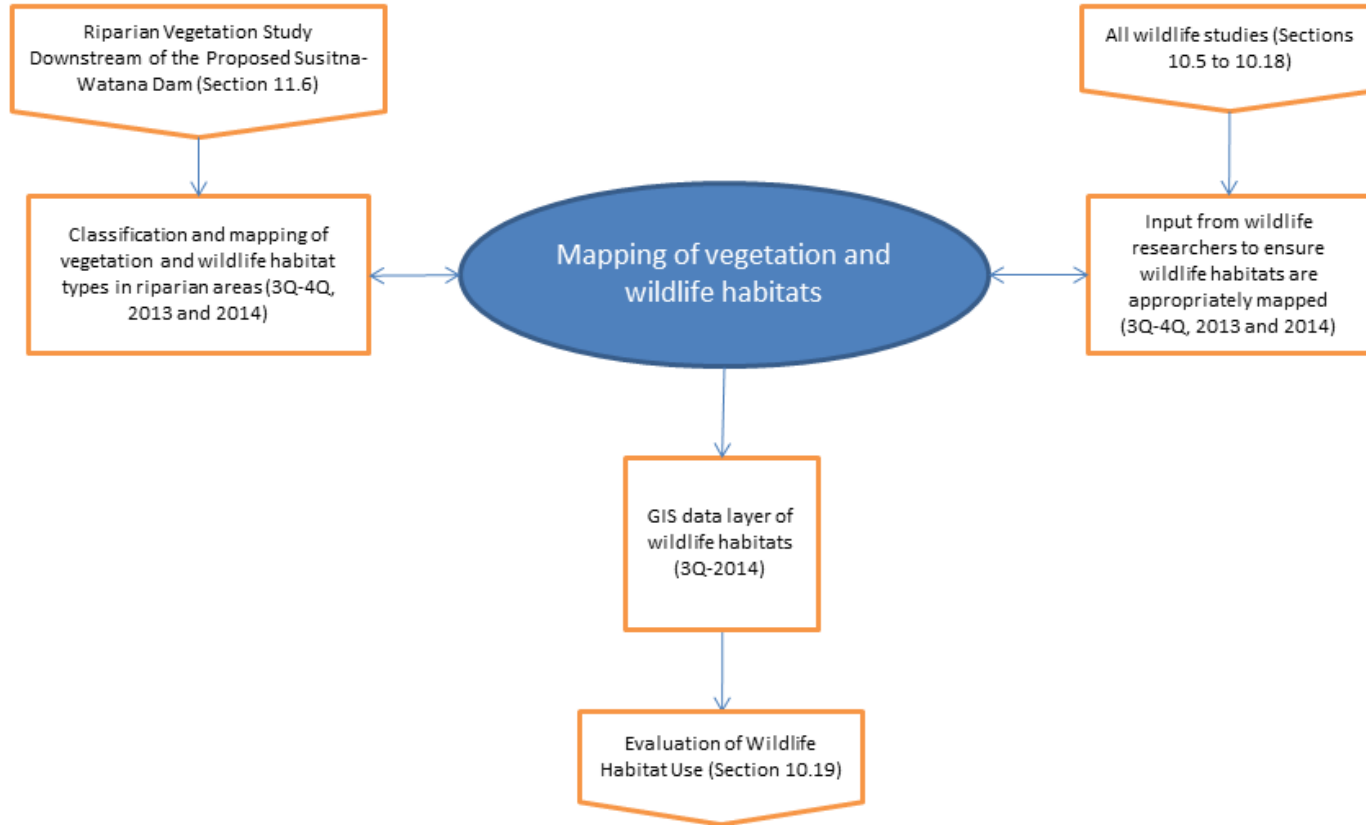 Riparian Vegetation Study
Downstream of the Proposed Susitna-
Watana Dam (Section 11.6)
All wildlife studies (Sections
10.5 to 10.18)
Classification and mapping of
vegetation and wildlife habitat
types in riparian areas (3Q-4Q,
2013 and 2014)
Mapping of vegetation and
wildlife habitats
Input from wildlife
researchers to ensure
wildlife habitats are
appropriately mapped
(3Q-4Q, 2013 and 2014)
GIS data layer of
wildlife habitats
(3Q-2014)
Evaluation of Wildlife
Habitat Use (Section 10.19)